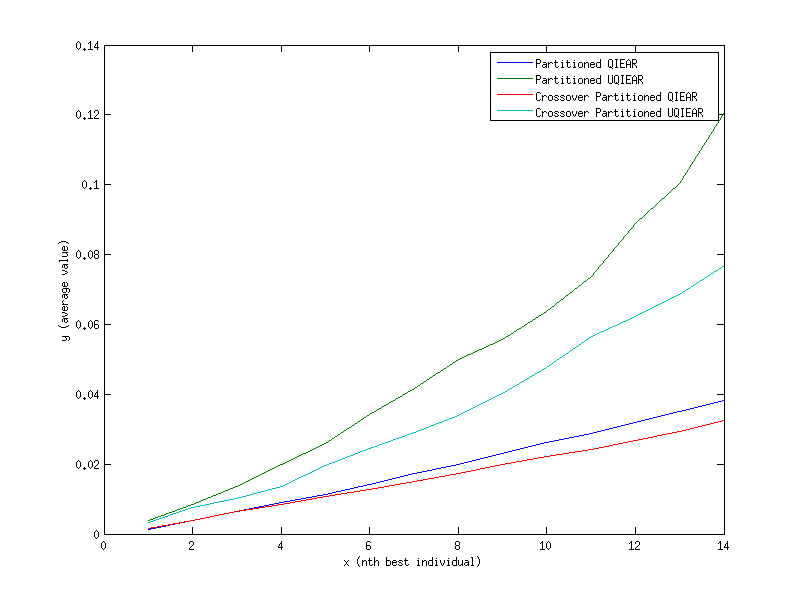 0.14
0.12
0.1
0.08
0.06
0.04
0.02
0
y (average value)
Partitioned QIEAR
Partitioned UQIEAR
Crossover Partitioned QIEAR
Crossover Partitioned UQIEAR
0 2 4 6 8 10 12 14
x (nth best individual)